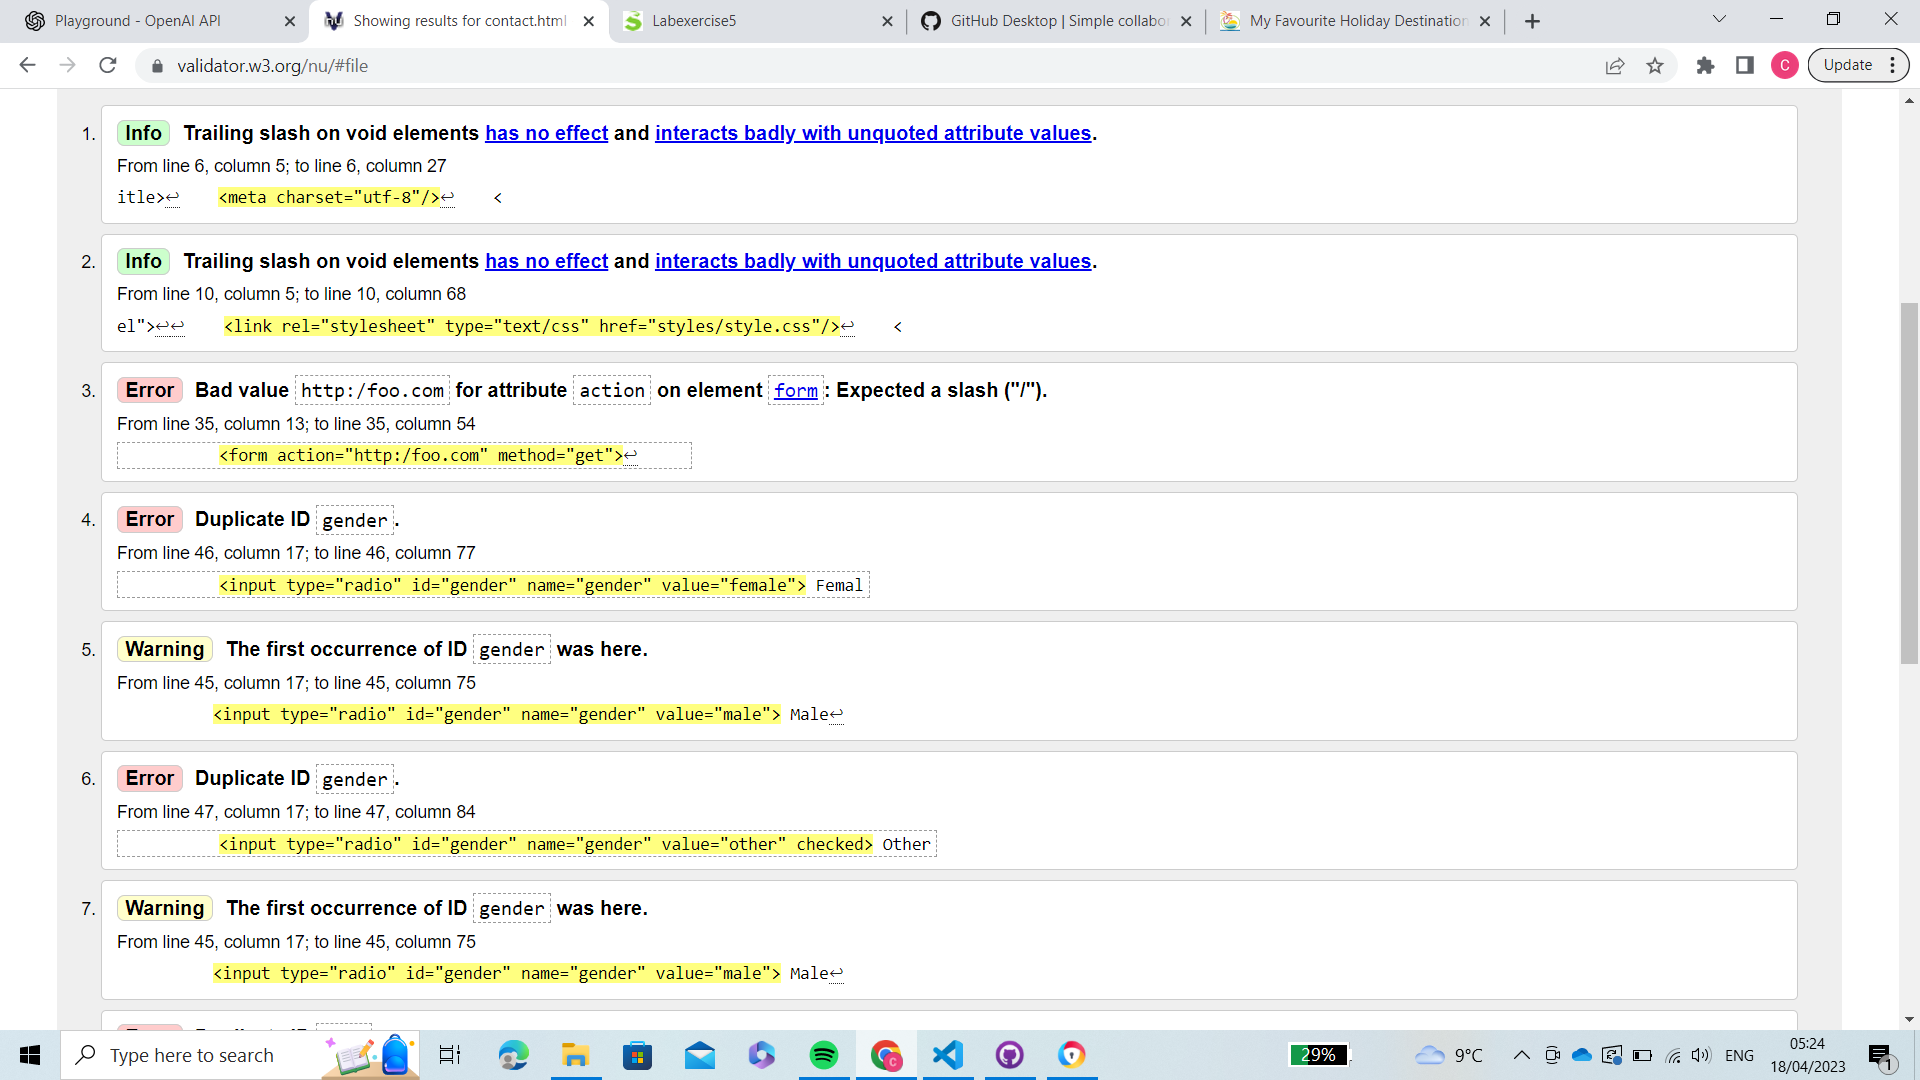 Playground - OpenAI API
Showing results for contact.html
Labexercise5
GitHub Desktop | Simple collabor
My Favourite Holiday Destination
validator.w3.org/nu/#file
C
Update
1. Info Trailing slash on void elements has no effect and interacts badly with unquoted attribute values.
From line 6, column 5; to line 6, column 27
itle>↩ <meta charset="utf-8"/>↩ <
2. Info Trailing slash on void elements has no effect and interacts badly with unquoted attribute values.
From line 10, column 5; to line 10, column 68
el">↩↩ <link rel="stylesheet" type="text/css" href="styles/style.css"/>↩ <
3. Error Bad value http:/foo.com for attribute action on element form: Expected a slash ("/").
From line 35, column 13; to line 35, column 54
<form action="http:/foo.com" method="get">↩
4. Error Duplicate ID gender.
From line 46, column 17; to line 46, column 77
<input type="radio" id="gender" name="gender" value="female"> Femal
5. Warning The first occurrence of ID gender was here.
From line 45, column 17; to line 45, column 75
<input type="radio" id="gender" name="gender" value="male"> Male↩
6. Error Duplicate ID gender.
From line 47, column 17; to line 47, column 84
<input type="radio" id="gender" name="gender" value="other" checked> Other
7. Warning The first occurrence of ID gender was here.
From line 45, column 17; to line 45, column 75
<input type="radio" id="gender" name="gender" value="male"> Male↩
Type here to search
29%
9°C
ENG
05:24
18/04/2023
1